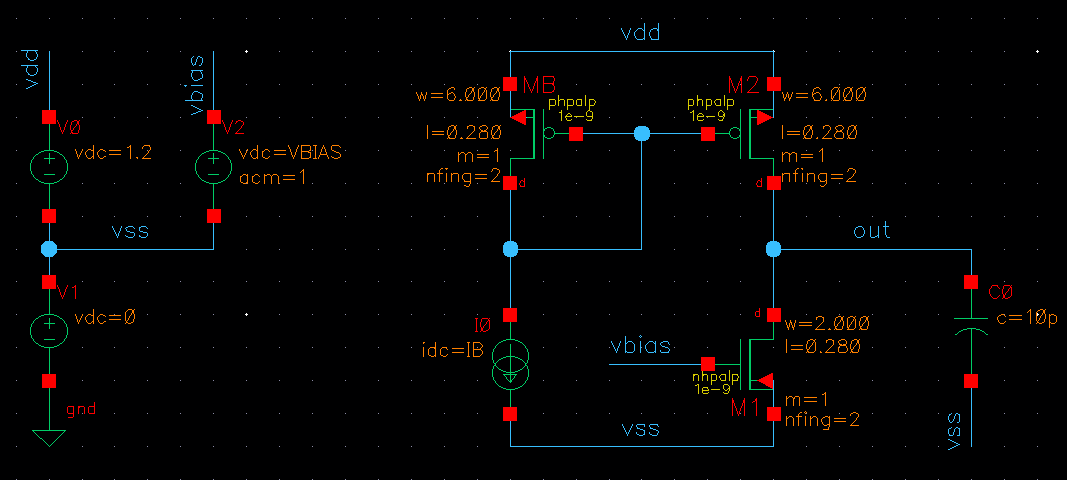 vdd
V0
vdc=1.2
vbias
V2
vdc=VBIAS
acm=1
vss
V1
vdc=0
gnd
vdd
MB
w=6.000
phpalp
1e-9
l=0.280
m=1
nfing=2
d
M2
w=6.000
phpalp
1e-9
l=0.280
m=1
nfing=2
d
out
I0
idc=IB
vbias
d
w=2.000
l=0.280
nhpalp
1e-9
M1
m=1
nfing=2
vss
C0
c=10p
vss